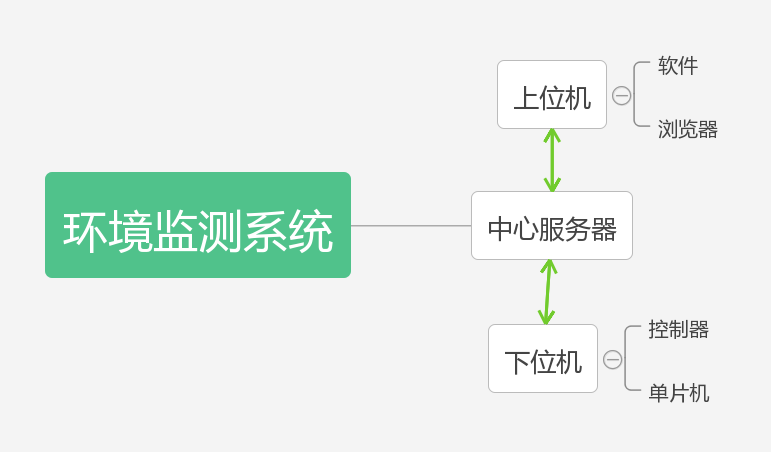 环境监测系统
上位机
软件
浏览器
中心服务器
下位机
控制器
单片机